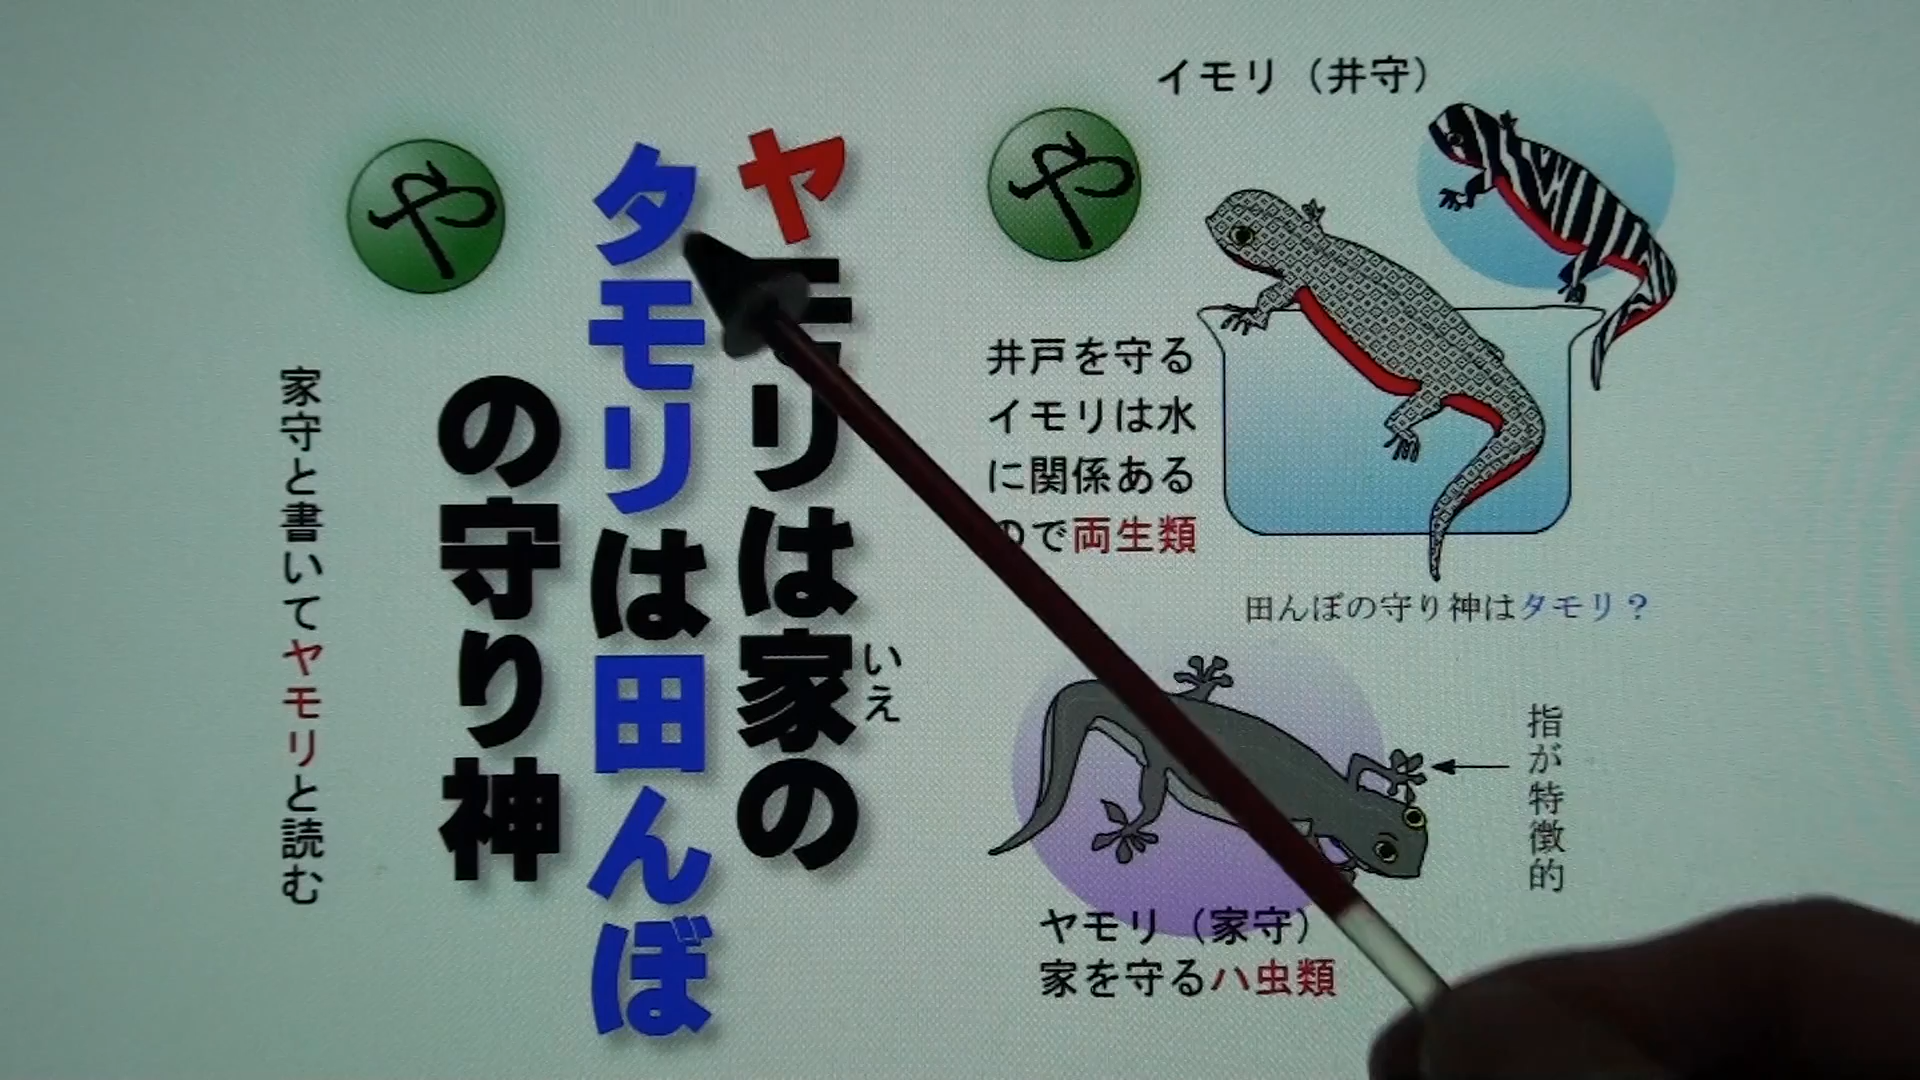 や
ヤモリは家の
いえ
タモリは田んぼ
の守り神
家守と書いてヤモリと読む
イモリ（井守）
や
井戸を守る
イモリは水
に関係ある
ので両生類
田んぼの守り神はタモリ？
指が特徴的
ヤモリ（家守）
家を守るハ虫類